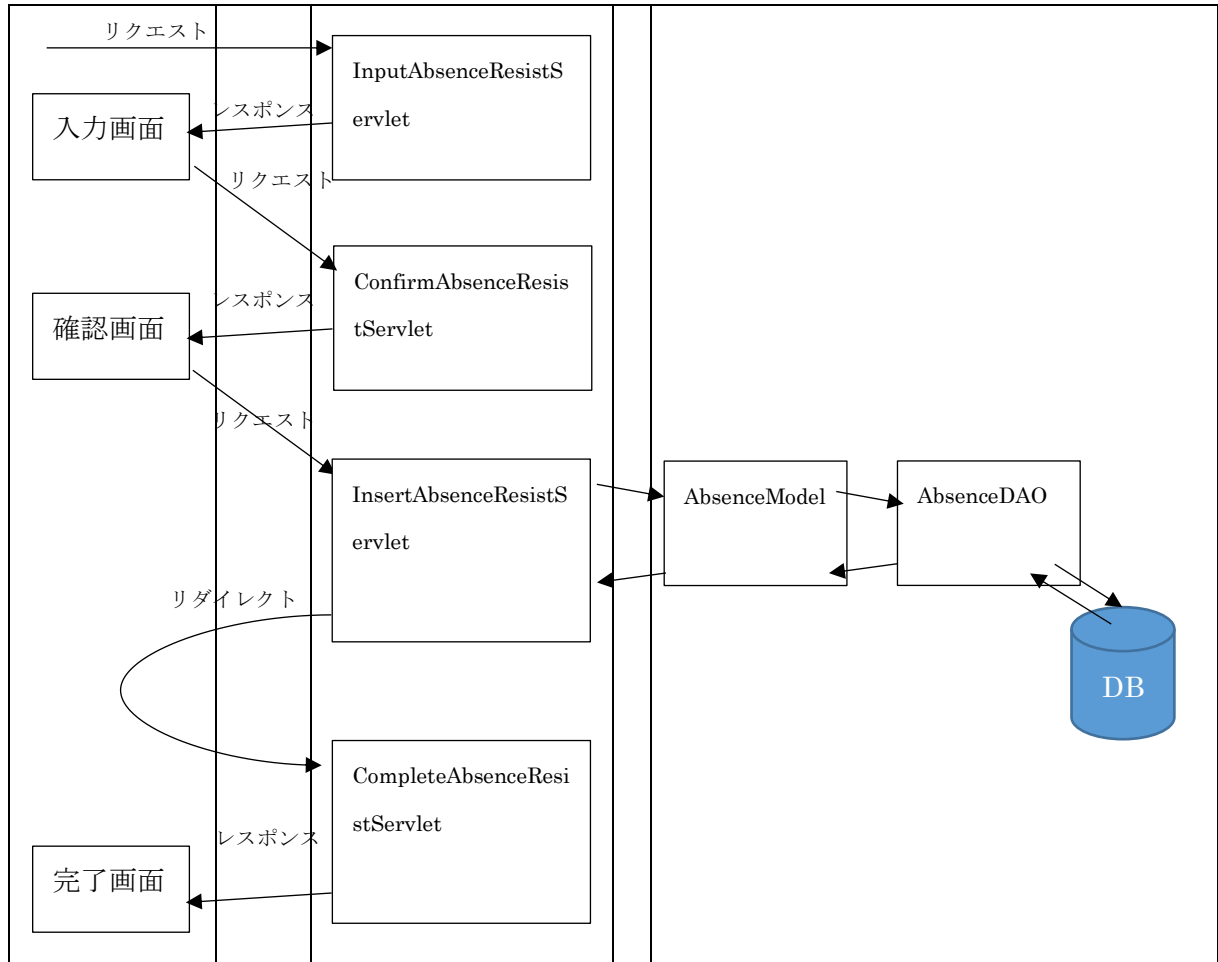 リクエスト
InputAbsenceResistS
ervlet
レスポンス
入力画面
リクエスト
ConfirmAbsenceResis
tServlet
レスポンス
確認画面
リクエスト
InsertAbsenceResistS
ervlet
AbsenceModel
AbsenceDAO
リダイレクト
DB
CompleteAbsenceResi
stServlet
レスポンス
完了画面